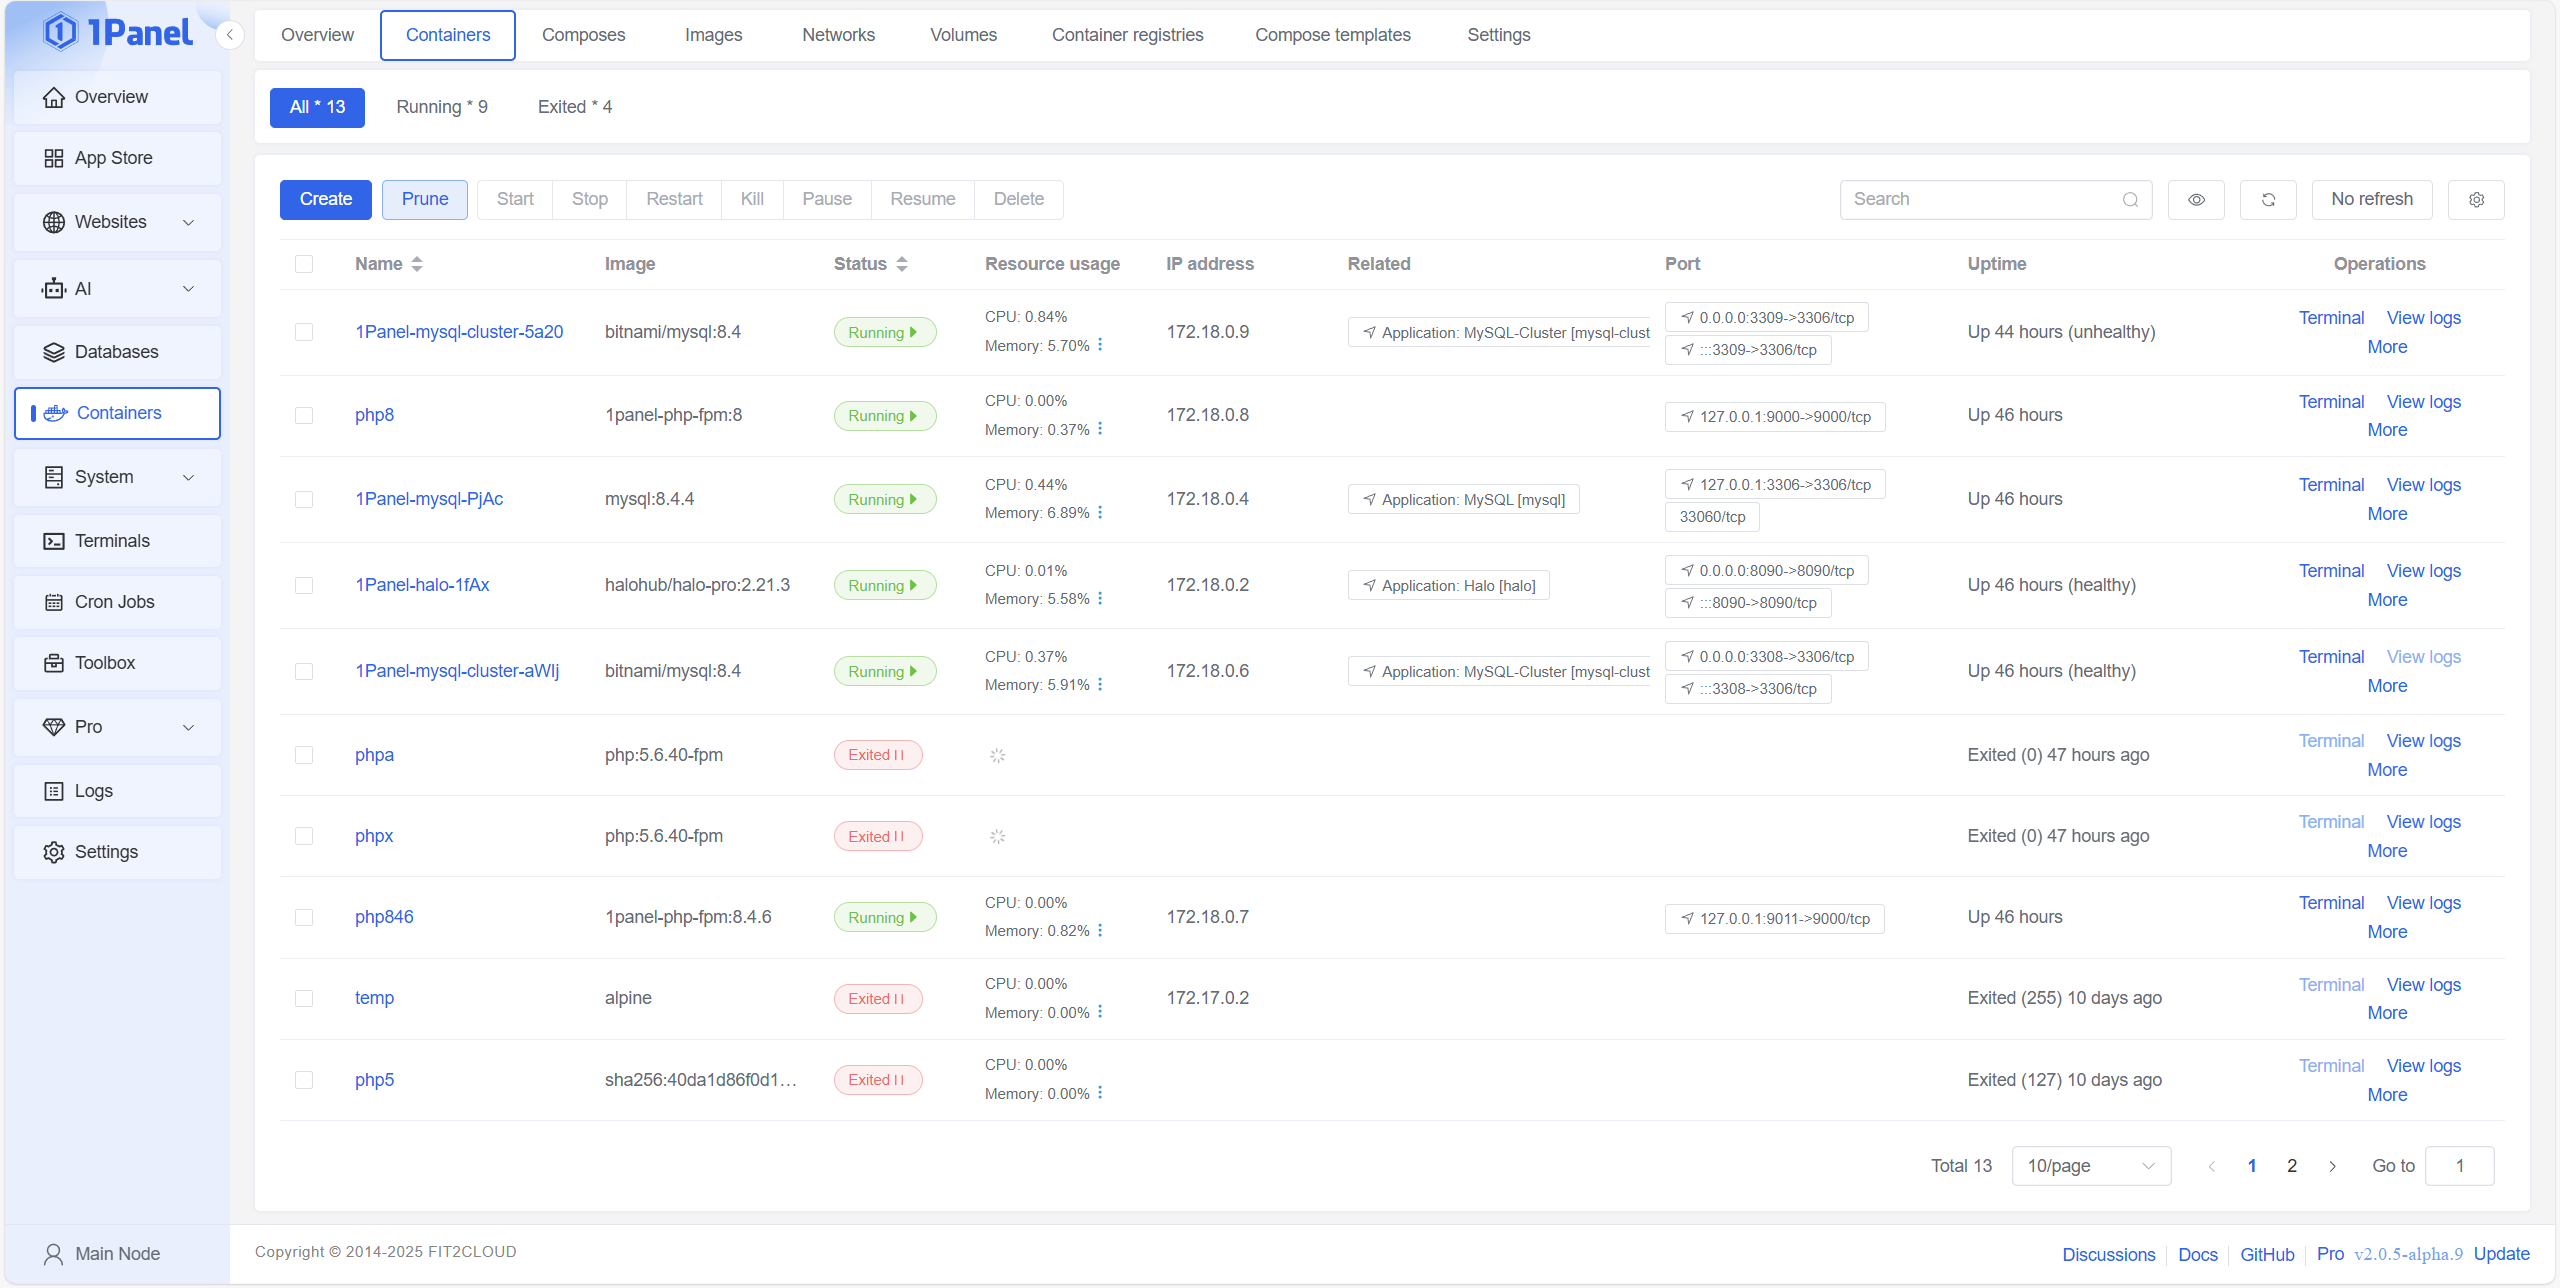 1Panel
Overview
App Store
Websites
AI
Databases
Containers
System
Terminals
Cron Jobs
Toolbox
Pro
Logs
Settings
Main Node
Overview Containers Composes Images Networks Volumes Container registries Compose templates Settings
All * 13 Running * 9 Exited * 4
Create Prune Start Stop Restart Kill Pause Resume Delete Search No refresh
Name Image Status Resource usage IP address Related Port Uptime Operations
1Panel-mysql-cluster-5a20 bitnami/mysql:8.4 Running CPU: 0.84% 172.18.0.9 Application: MySQL-Cluster [mysql-clust 0.0.0.0:3309->3306/tcp Up 44 hours (unhealthy) Terminal View logs
Memory: 5.70% :::3309->3306/tcp More
php8 1panel-php-fpm:8 Running CPU: 0.00% 172.18.0.8 127.0.0.1:9000->9000/tcp Up 46 hours Terminal View logs
Memory: 0.37% More
1Panel-mysql-PjAc mysql:8.4.4 Running CPU: 0.44% 172.18.0.4 Application: MySQL [mysql] 127.0.0.1:3306->3306/tcp Up 46 hours Terminal View logs
Memory: 6.89% 33060/tcp More
1Panel-halo-1fAx halohub/halo-pro:2.21.3 Running CPU: 0.01% 172.18.0.2 Application: Halo [halo] 0.0.0.0:8090->8090/tcp Up 46 hours (healthy) Terminal View logs
Memory: 5.58% :::8090->8090/tcp More
1Panel-mysql-cluster-aWIj bitnami/mysql:8.4 Running CPU: 0.37% 172.18.0.6 Application: MySQL-Cluster [mysql-clust 0.0.0.0:3308->3306/tcp Up 46 hours (healthy) Terminal View logs
Memory: 5.91% :::3308->3306/tcp More
phpa php:5.6.40-fpm Exited Exited (0) 47 hours ago Terminal View logs
More
phpx php:5.6.40-fpm Exited Exited (0) 47 hours ago Terminal View logs
More
php846 1panel-php-fpm:8.4.6 Running CPU: 0.00% 172.18.0.7 127.0.0.1:9011->9000/tcp Up 46 hours Terminal View logs
Memory: 0.82% More
temp alpine Exited CPU: 0.00% 172.17.0.2 Exited (255) 10 days ago Terminal View logs
Memory: 0.00% More
php5 sha256:40da1d86f0d1… Exited CPU: 0.00% Exited (127) 10 days ago Terminal View logs
Memory: 0.00% More
Total 13 10/page 1 2 Go to 1
Copyright © 2014-2025 FIT2CLOUD Discussions Docs GitHub Pro v2.0.5-alpha.9 Update